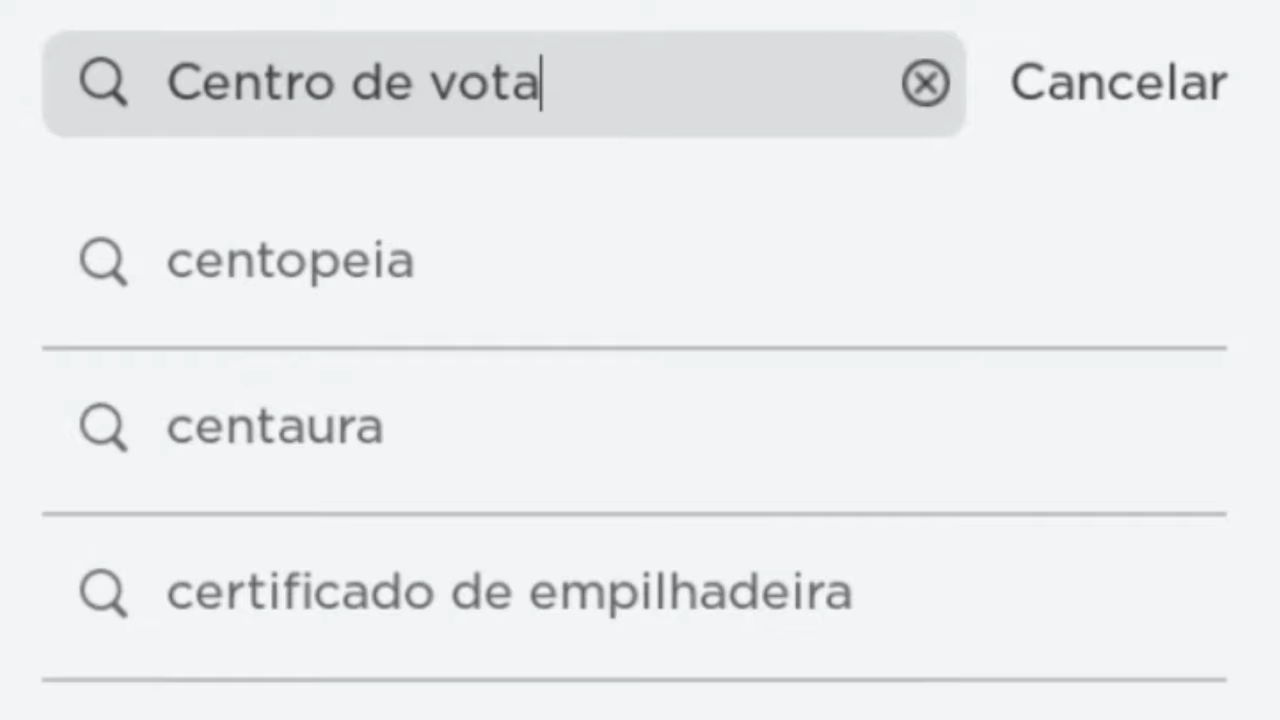 Centro de vota Cancelar
centopeia
centaura
certificado de empilhadeira